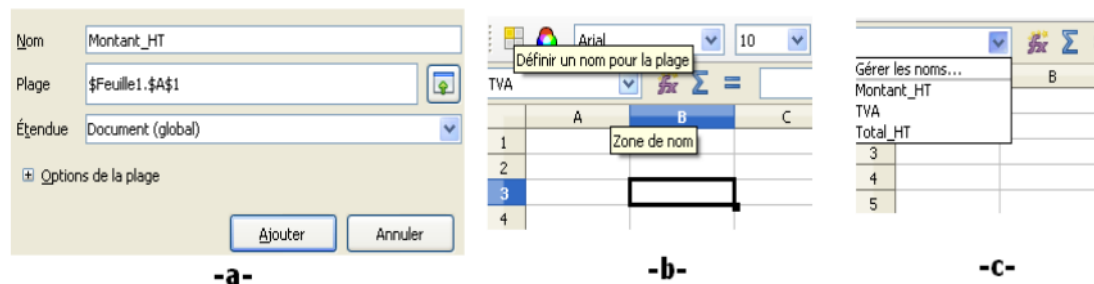 Nom Montant_HT
Plage $Feuille1.$A$1
Étendue Document (global)
Options de la plage
Ajouter Annuler
-a-
Arial 10
Définir un nom pour la plage
TVA
A B C
Zone de nom
1
2
3
4
-b-
Gérer les noms...
B
Montant_HT
TVA
Total_HT
3
4
5
-c-